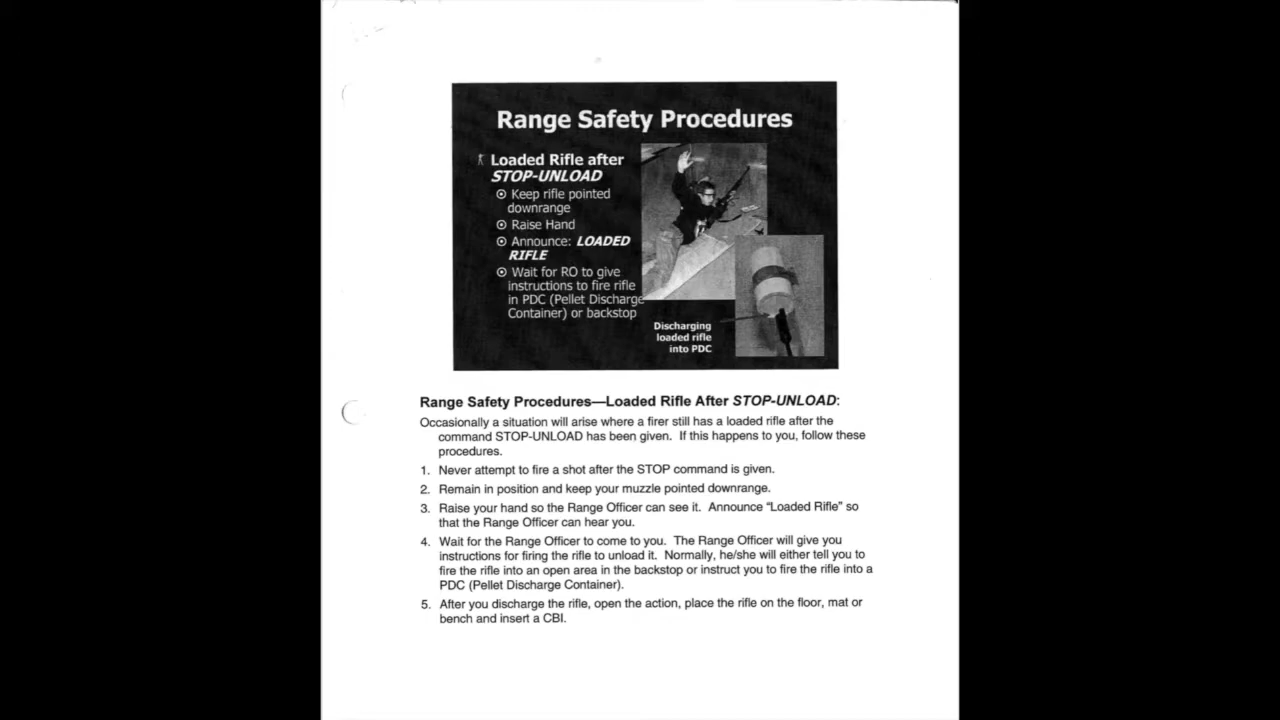 Range Safety Procedures
Loaded Rifle after
STOP-UNLOAD
Keep rifle pointed
downrange
Raise Hand
Announce: LOADED
RIFLE
Wait for RO to give
instructions to fire rifle
in PDC (Pellet Discharge
Container) or backstop
Discharging
loaded rifle
into PDC
Range Safety Procedures—Loaded Rifle After STOP-UNLOAD:
Occasionally a situation will arise where a firer still has a loaded rifle after the
command STOP-UNLOAD has been given. If this happens to you, follow these
procedures.
1. Never attempt to fire a shot after the STOP command is given.
2. Remain in position and keep your muzzle pointed downrange.
3. Raise your hand so the Range Officer can see it. Announce “Loaded Rifle” so
that the Range Officer can hear you.
4. Wait for the Range Officer to come to you. The Range Officer will give you
instructions for firing the rifle to unload it. Normally, he/she will either tell you to
fire the rifle into an open area in the backstop or instruct you to fire the rifle into a
PDC (Pellet Discharge Container).
5. After you discharge the rifle, open the action, place the rifle on the floor, mat or
bench and insert a CBI.